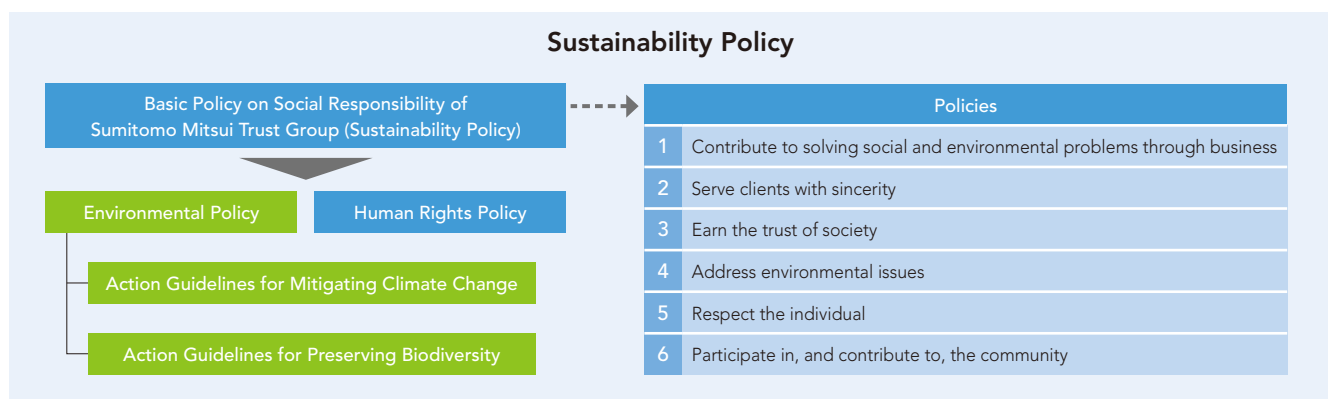 Sustainability Policy
Basic Policy on Social Responsibility of
Sumitomo Mitsui Trust Group (Sustainability Policy)
Environmental Policy
Human Rights Policy
Action Guidelines for Mitigating Climate Change
Action Guidelines for Preserving Biodiversity
Policies
1 Contribute to solving social and environmental problems through business
2 Serve clients with sincerity
3 Earn the trust of society
4 Address environmental issues
5 Respect the individual
6 Participate in, and contribute to, the community